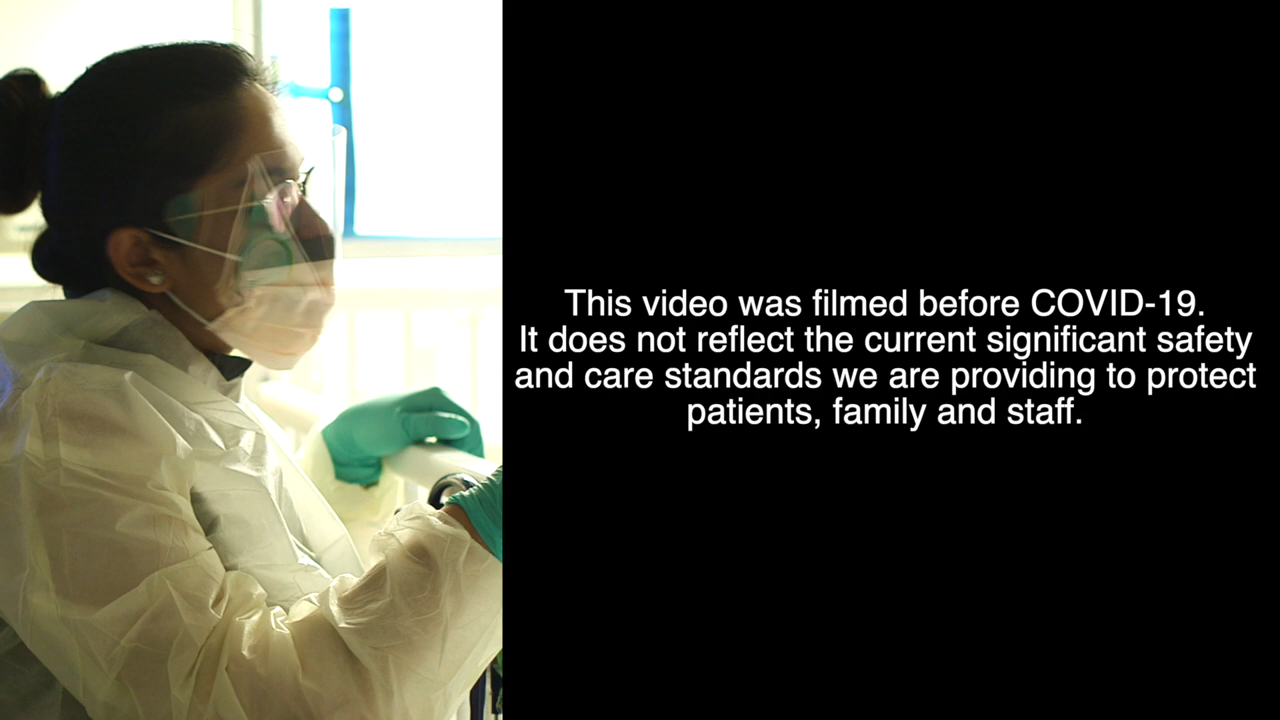 This video was filmed before COVID-19.
It does not reflect the current significant safety
and care standards we are providing to protect
patients, family and staff.